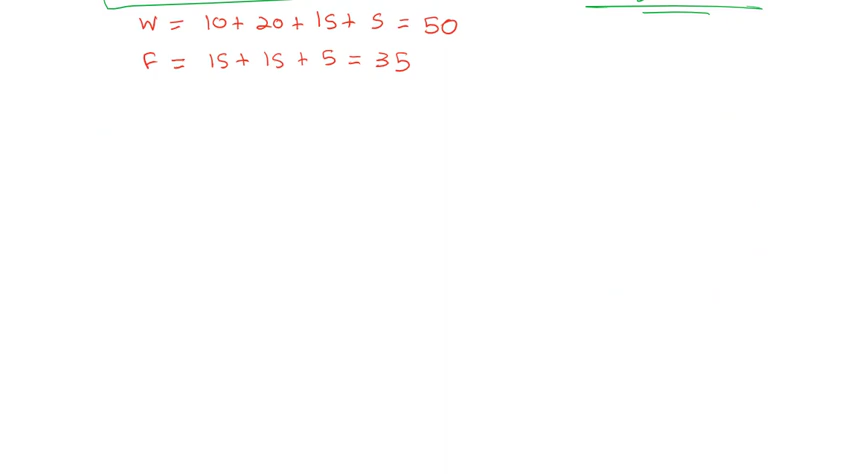 W = 10 + 20 + 15 + 5 = 50
F = 15 + 15 + 5 = 35